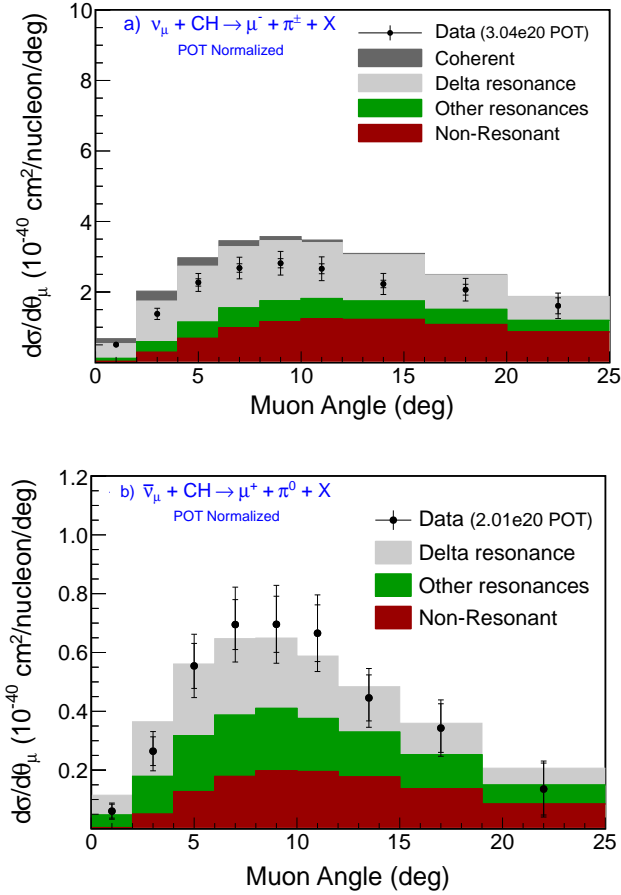 a) νμ + CH → μ- + π± + X
POT Normalized
Data (3.04e20 POT)
Coherent
Delta resonance
Other resonances
Non-Resonant
10
8
6
4
2
0 5 10 15 20 25
dσ/dθμ (10-40 cm2/nucleon/deg)
Muon Angle (deg)
b) ν̅μ + CH → μ+ + π0 + X
POT Normalized
Data (2.01e20 POT)
Delta resonance
Other resonances
Non-Resonant
1.2
1.0
0.8
0.6
0.4
0.2
0 5 10 15 20 25
dσ/dθμ (10-40 cm2/nucleon/deg)
Muon Angle (deg)